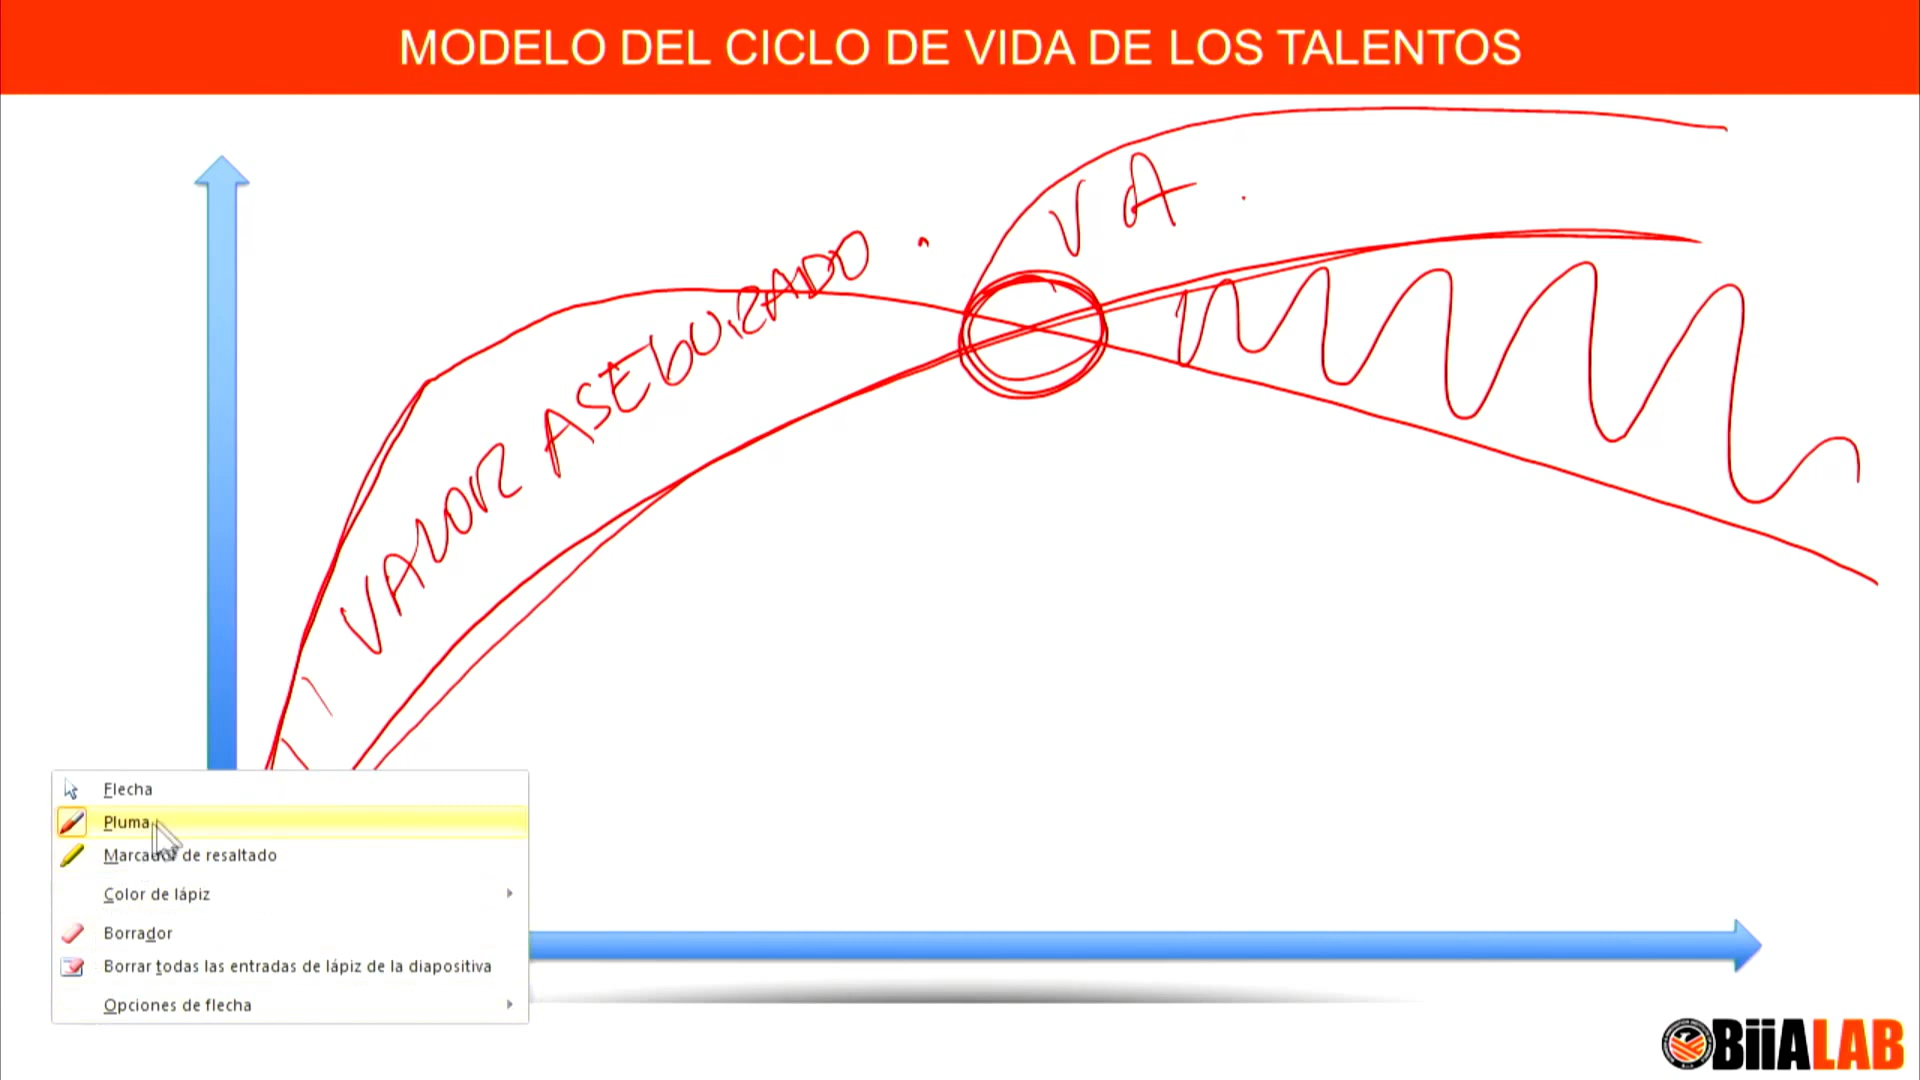 MODELO DEL CICLO DE VIDA DE LOS TALENTOS
VA
VALOR ASEGURADO.
Flecha
Pluma
Marcador de resaltado
Color de lápiz
Borrador
Borrar todas las entradas de lápiz de la diapositiva
Opciones de flecha
BiiALAB